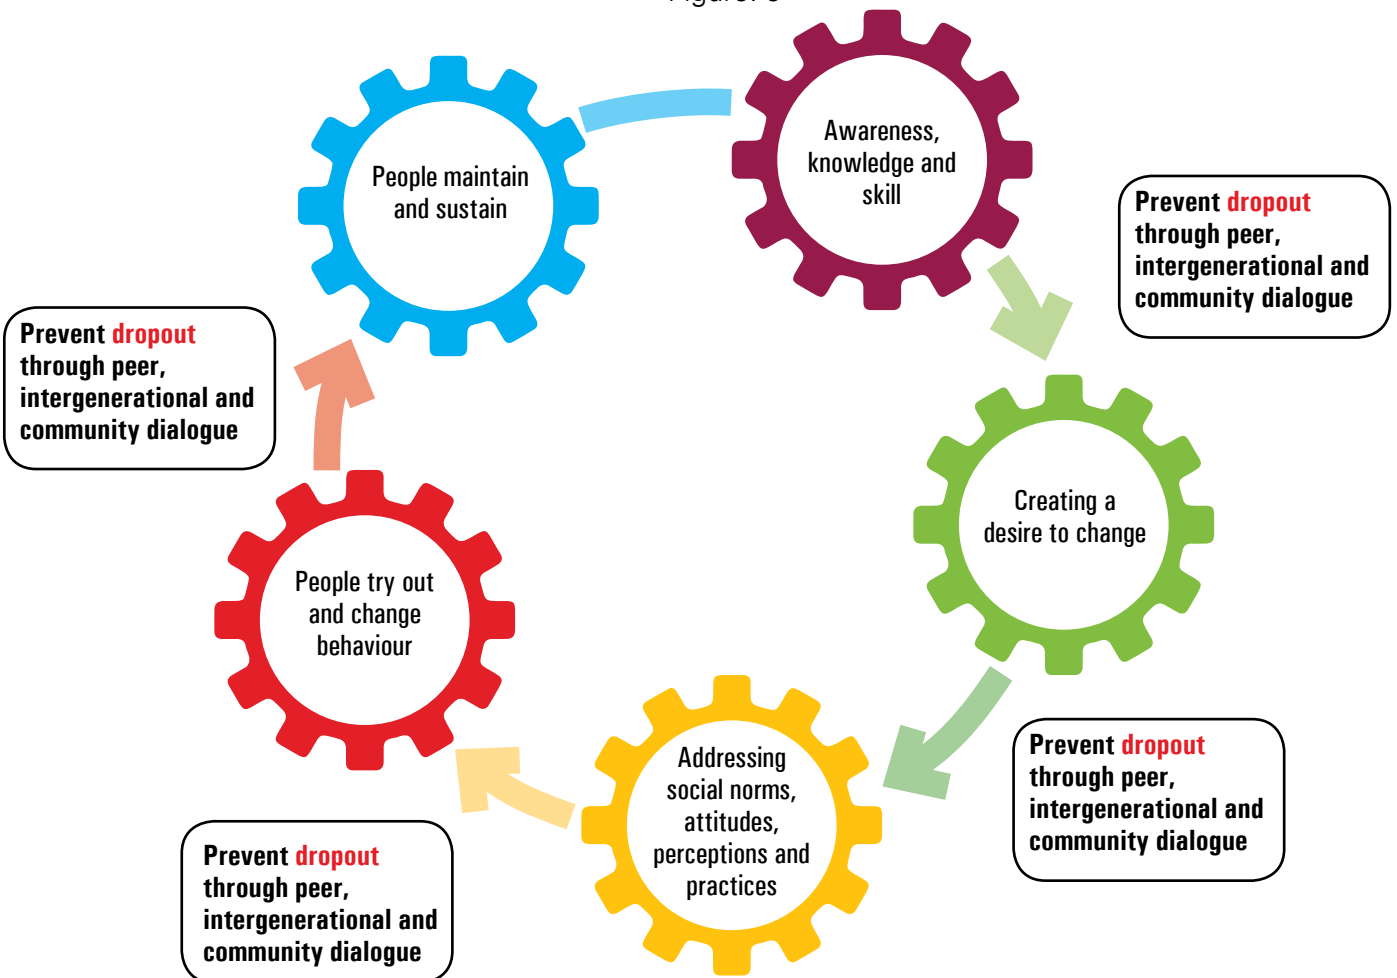 People maintain
and sustain
Awareness,
knowledge and
skill
Prevent dropout
through peer,
intergenerational and
community dialogue
Creating a
desire to change
Prevent dropout
through peer,
intergenerational and
community dialogue
Addressing
social norms,
attitudes,
perceptions and
practices
Prevent dropout
through peer,
intergenerational and
community dialogue
People try out
and change
behaviour
Prevent dropout
through peer,
intergenerational and
community dialogue